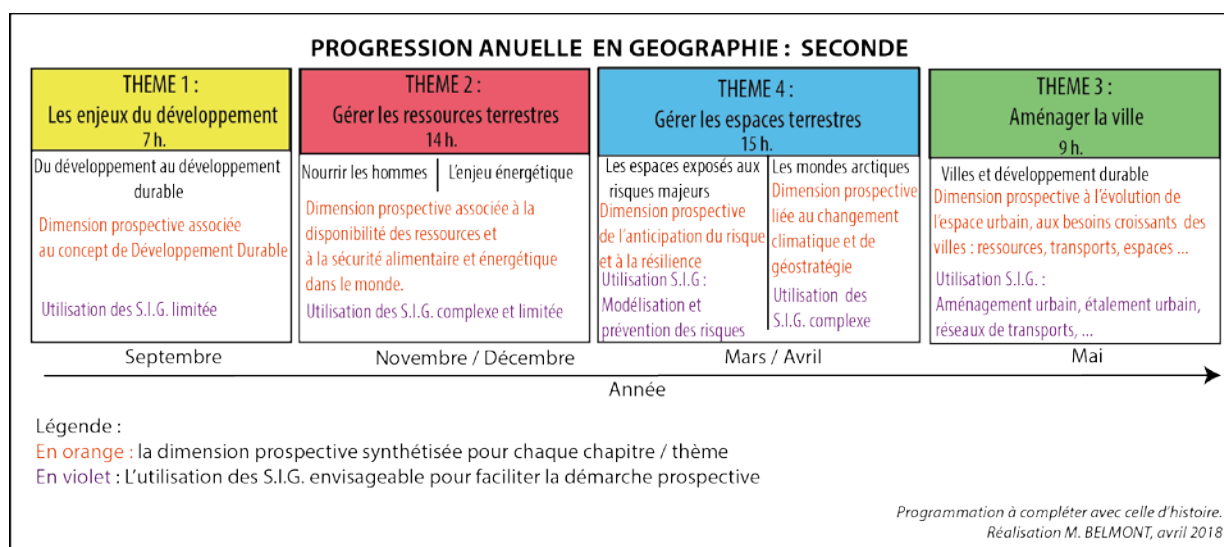 PROGRESSION ANUELLE EN GEOGRAPHIE : SECONDE
THEME 1 :
Les enjeux du développement
7 h.
Du développement au développement
durable
Dimension prospective associée
au concept de Développement Durable
Utilisation des S.I.G. limitée
THEME 2 :
Gérer les ressources terrestres
14 h.
Nourrir les hommes
L'enjeu énergétique
Dimension prospective associée à la
disponibilité des ressources et
à la sécurité alimentaire et énergétique
dans le monde.
Utilisation des S.I.G. complexe et limitée
THEME 4 :
Gérer les espaces terrestres
15 h.
Les espaces exposés aux
risques majeurs
Dimension prospective
de l'anticipation du risque
et à la résilience
Utilisation S.I.G :
Modélisation et
prévention des risques
Les mondes arctiques
Dimension prospective
liée au changement
climatique et de
géostratégie
Utilisation des
S.I.G. complexe
THEME 3 :
Aménager la ville
9 h.
Villes et développement durable
Dimension prospective à l'évolution de
l'espace urbain, aux besoins croissants des
villes : ressources, transports, espaces ...
Utilisation S.I.G. :
Aménagement urbain, étalement urbain,
réseaux de transports, ...
Septembre
Novembre / Décembre
Mars / Avril
Mai
Année
Légende :
En orange : la dimension prospective synthétisée pour chaque chapitre / thème
En violet : L'utilisation des S.I.G. envisageable pour faciliter la démarche prospective
Programmation à compléter avec celle d'histoire.
Réalisation M. BELMONT, avril 2018